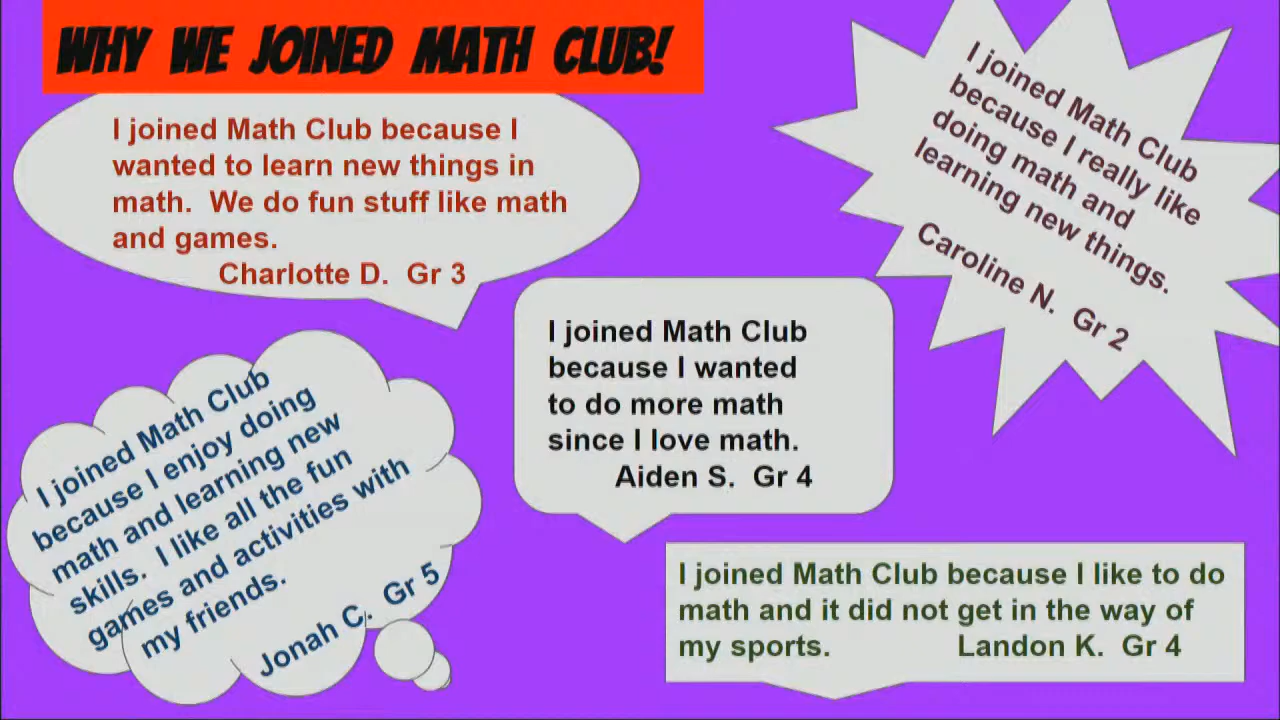 WHY WE JOINED MATH CLUB!
I joined Math Club because I
wanted to learn new things in
math. We do fun stuff like math
and games.
Charlotte D. Gr 3
I joined Math Club
because I really like
doing math and
learning new things.
Caroline N. Gr 2
I joined Math Club
because I wanted
to do more math
since I love math.
Aiden S. Gr 4
I joined Math Club
because I enjoy doing
math and learning new
skills. I like all the fun
games and activities with
my friends.
Jonah C. Gr 5
I joined Math Club because I like to do
math and it did not get in the way of
my sports. Landon K. Gr 4